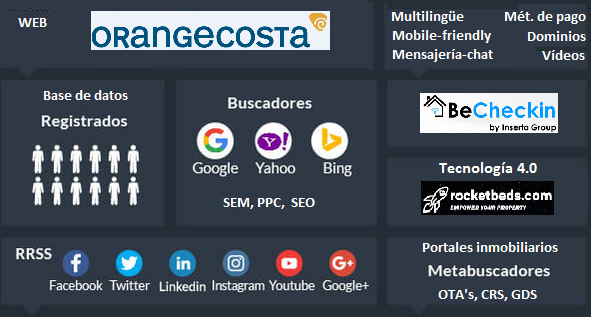 WEB
ORANGECOSTA
Multilingüe Mét. de pago
Mobile-friendly Dominios
Mensajería-chat Vídeos
Base de datos
Registrados
Buscadores
Google Yahoo Bing
SEM, PPC, SEO
BeCheckin
by Inserta Group
Tecnología 4.0
rocketbeds.com
EMPOWER YOUR PROPERTY
RRSS
Facebook Twitter Linkedin Instagram Youtube Google+
Portales inmobiliarios
Metabuscadores
OTA's, CRS, GDS